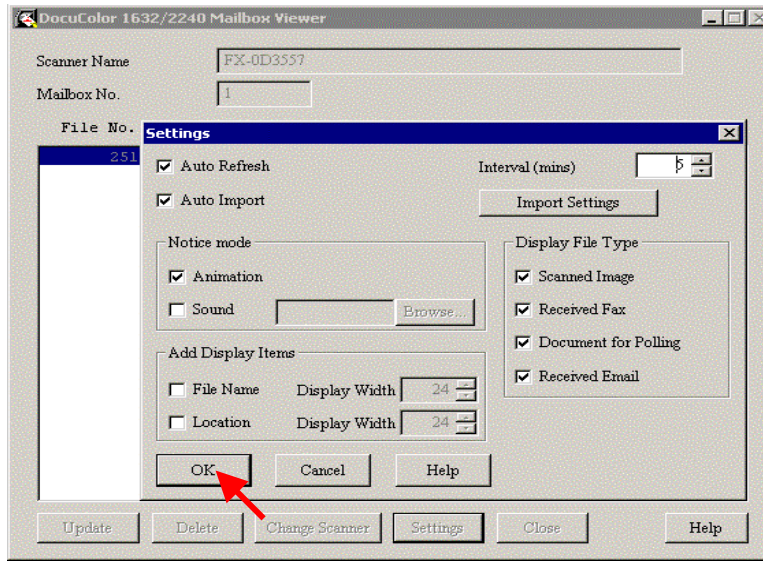 DocuColor 1632/2240 Mailbox Viewer
Scanner Name FX-0D3557
Mailbox No. 1
File No.
251
Settings
Auto Refresh Interval (mins) 5
Auto Import Import Settings
Notice mode Display File Type
Animation Scanned Image
Sound Browse... Received Fax
Document for Polling
Add Display Items
File Name Display Width 24 Received Email
Location Display Width 24
OK Cancel Help
Update Delete Change Scanner Settings Close Help